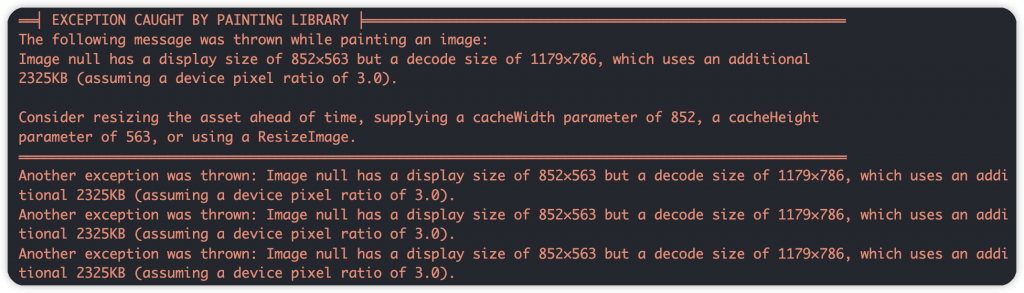 ══╡ EXCEPTION CAUGHT BY PAINTING LIBRARY ╞═════════════════════════════════════════════════════════
The following message was thrown while painting an image:
Image null has a display size of 852×563 but a decode size of 1179×786, which uses an additional
2325KB (assuming a device pixel ratio of 3.0).

Consider resizing the asset ahead of time, supplying a cacheWidth parameter of 852, a cacheHeight
parameter of 563, or using a ResizeImage.
════════════════════════════════════════════════════════════════════════════════════════════════════
Another exception was thrown: Image null has a display size of 852×563 but a decode size of 1179×786, which uses an addi
tional 2325KB (assuming a device pixel ratio of 3.0).
Another exception was thrown: Image null has a display size of 852×563 but a decode size of 1179×786, which uses an addi
tional 2325KB (assuming a device pixel ratio of 3.0).
Another exception was thrown: Image null has a display size of 852×563 but a decode size of 1179×786, which uses an addi
tional 2325KB (assuming a device pixel ratio of 3.0).